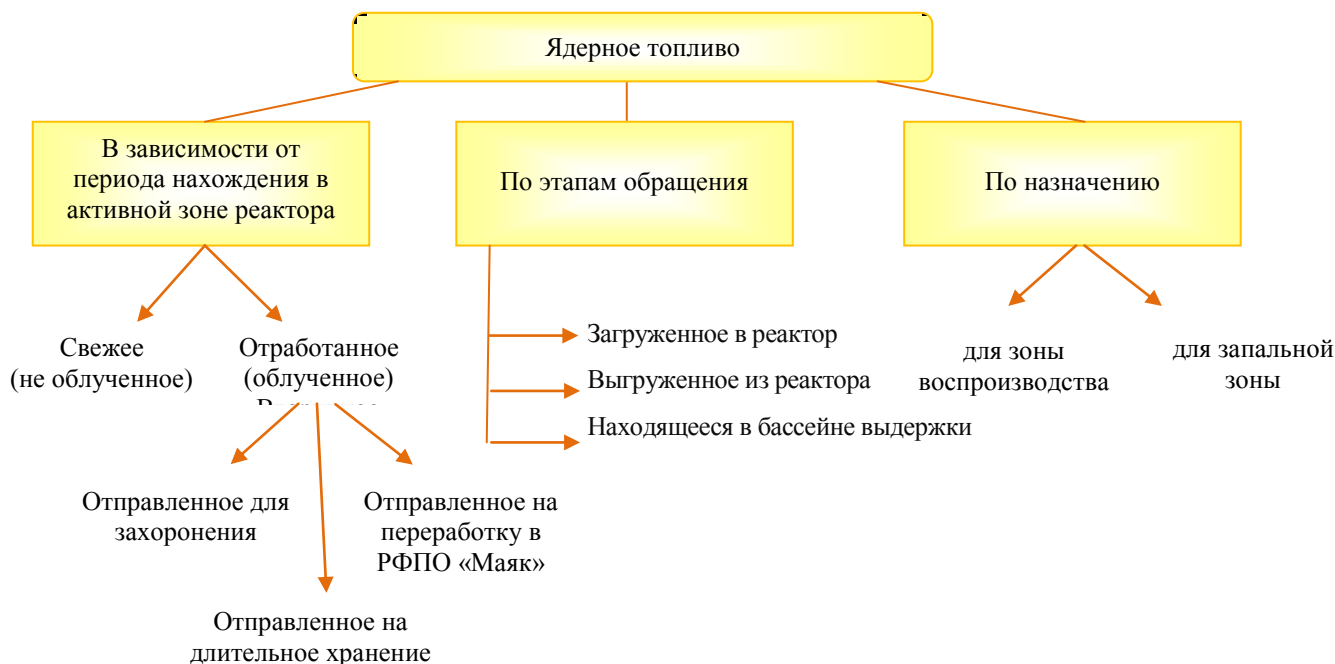 Ядерное топливо
В зависимости от
периода нахождения в
активной зоне реактора
По этапам обращения
По назначению
Свежее
(не облученное)
Отработанное
(облученное)
Загруженное в реактор
Выгруженное из реактора
Находящееся в бассейне выдержки
для зоны
воспроизводства
для запальной
зоны
Отправленное для
захоронения
Отправленное на
переработку в
РФПО «Маяк»
Отправленное на
длительное хранение